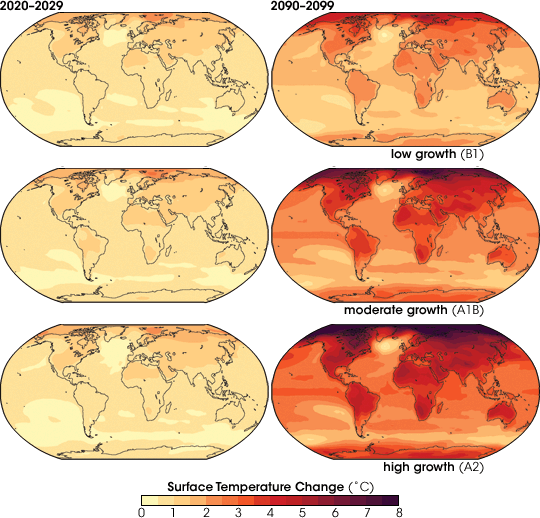 2020–2029 2090–2099
low growth (B1)
moderate growth (A1B)
high growth (A2)
Surface Temperature Change (˚C)
0 1 2 3 4 5 6 7 8